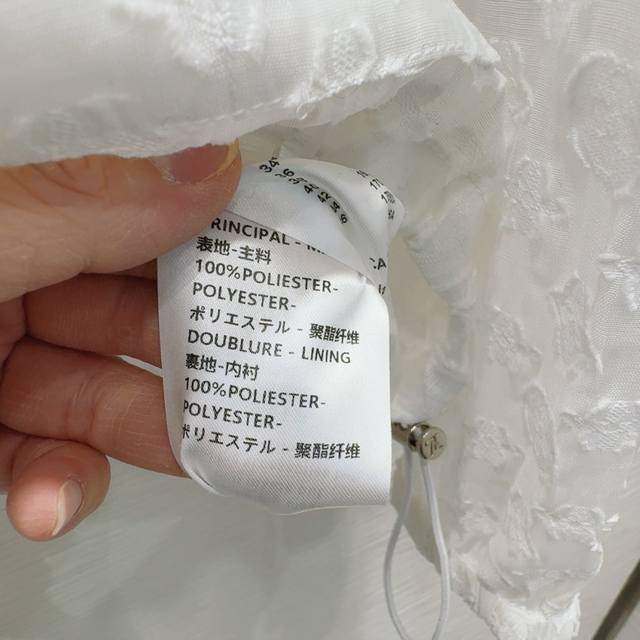 RINCIPAL -
表地-主料
100%POLIESTER-
POLYESTER-
ポリエステル - 聚酯纤维
DOUBLURE - LINING
裏地-内衬
100%POLIESTER-
POLYESTER-
ポリエステル - 聚酯纤维